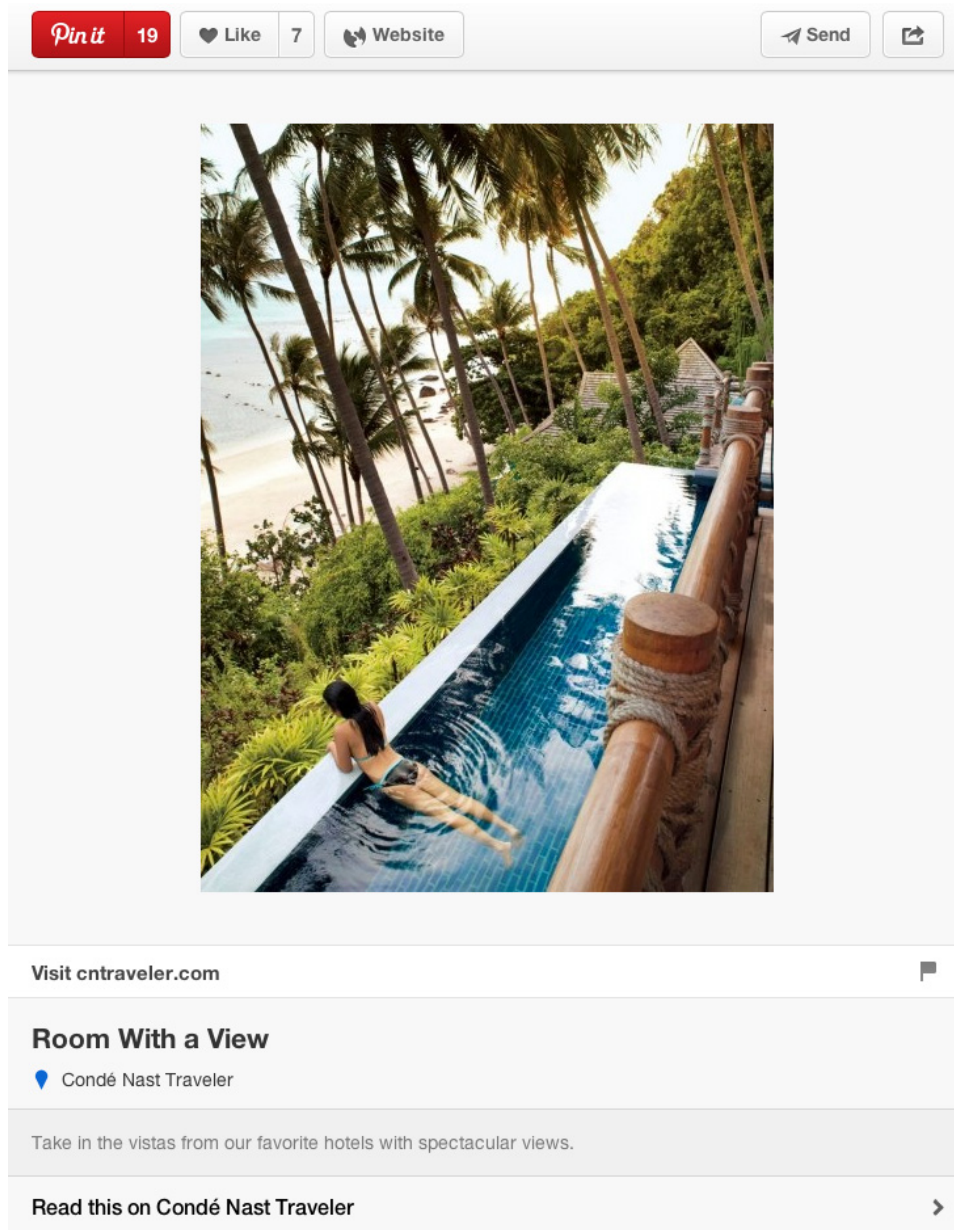 Pin it 19 Like 7 Website Send
Visit cntraveler.com
Room With a View
Condé Nast Traveler
Take in the vistas from our favorite hotels with spectacular views.
Read this on Condé Nast Traveler